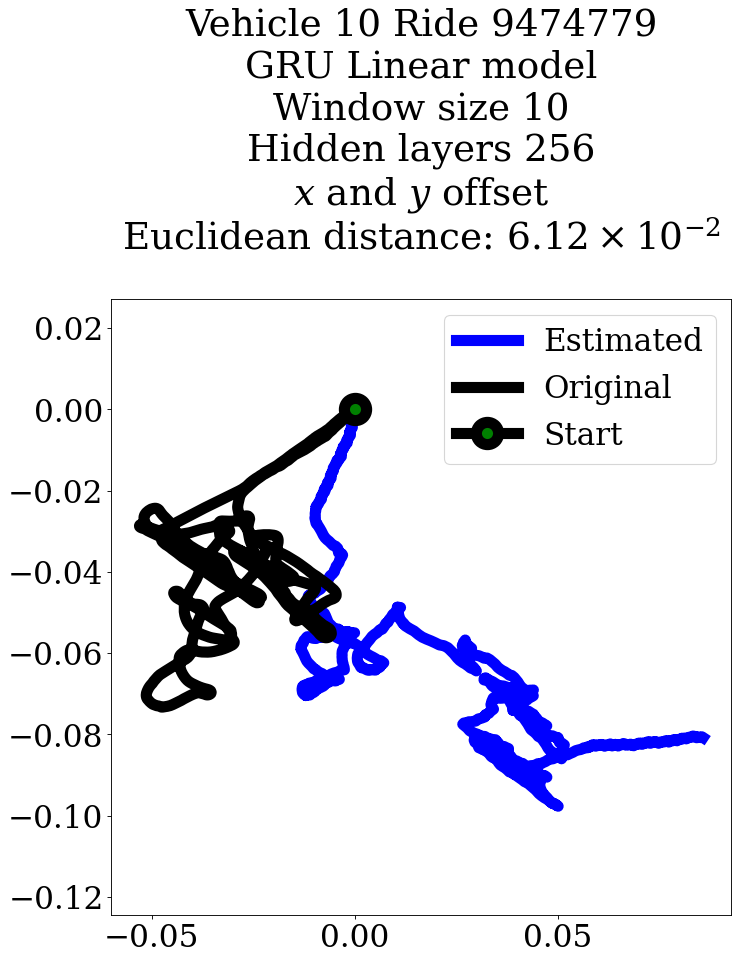 Vehicle 10 Ride 9474779
GRU Linear model
Window size 10
Hidden layers 256
x and y offset
Euclidean distance: 6.12 × 10⁻²
Estimated
Original
Start
0.02
0.00
−0.02
−0.04
−0.06
−0.08
−0.10
−0.12
−0.05 0.00 0.05